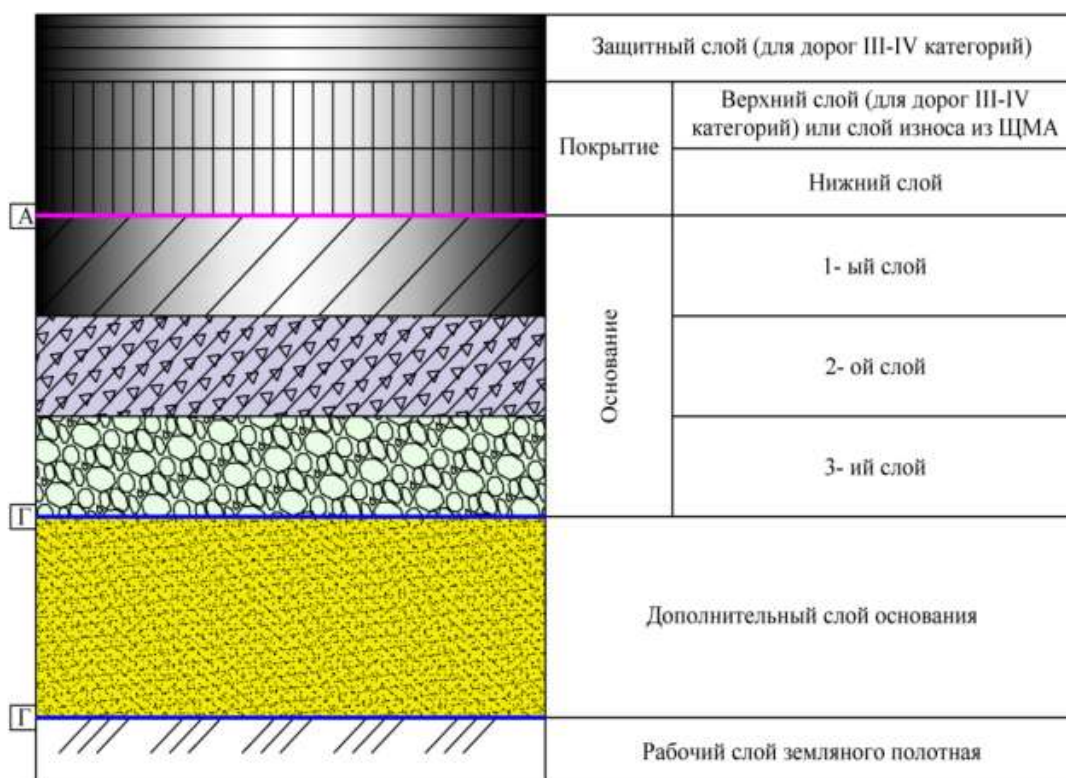 Защитный слой (для дорог III-IV категорий)
Покрытие
Верхний слой (для дорог III-IV
категорий) или слой износа из ЩМА
Нижний слой
А
Основание
1- ый слой
2- ой слой
3- ий слой
Г
Дополнительный слой основания
Г
Рабочий слой земляного полотная